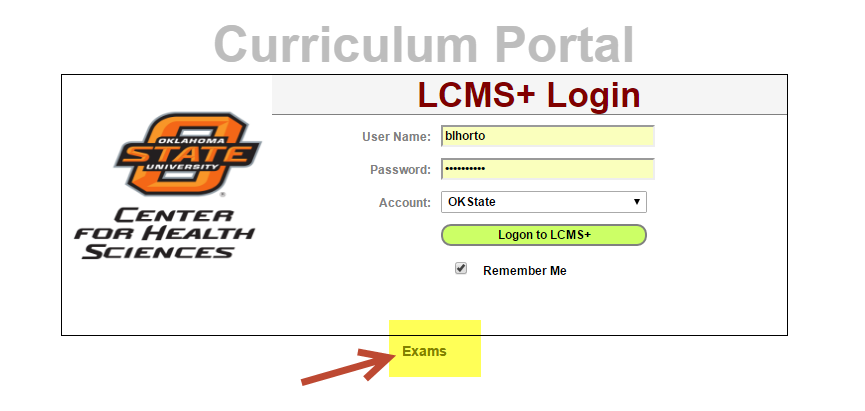 Curriculum Portal
LCMS+ Login
OKLAHOMA
STATE
UNIVERSITY
®
CENTER
FOR HEALTH
SCIENCES
User Name: blhorto
Password: ••••••••••
Account: OKState
Logon to LCMS+
Remember Me
Exams